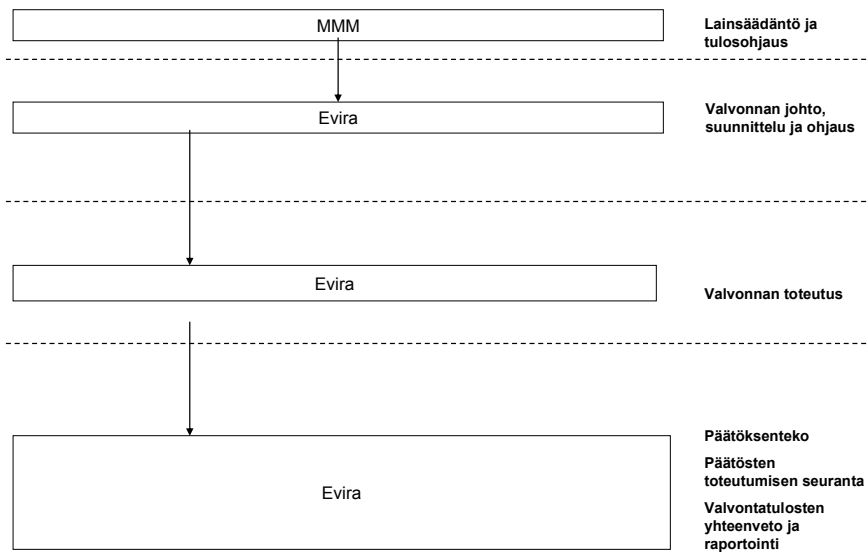 MMM
Lainsäädäntö ja
tulosohjaus
Evira
Valvonnan johto,
suunnittelu ja ohjaus
Evira
Valvonnan toteutus
Evira
Päätöksenteko
Päätösten
toteutumisen seuranta
Valvontatulosten
yhteenveto ja
raportointi